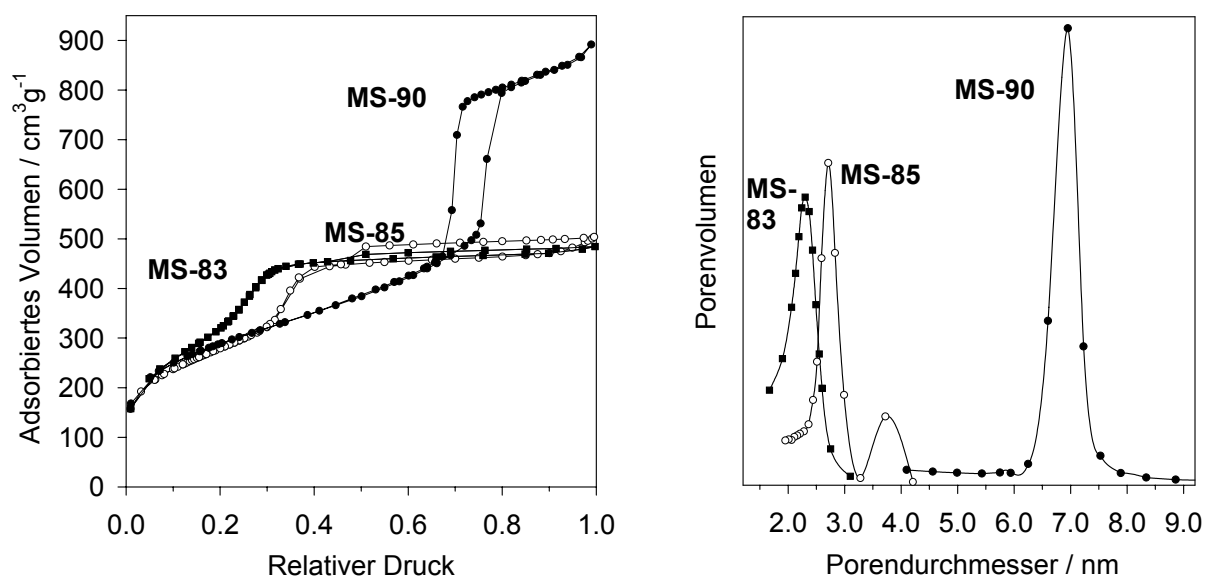 900
800
700
600
500
400
300
200
100
0
Adsorbiertes Volumen / cm³g⁻¹
MS-90
MS-85
MS-83
0.0 0.2 0.4 0.6 0.8 1.0
Relativer Druck
Porenvolumen
MS-
83
MS-85
MS-90
2.0 3.0 4.0 5.0 6.0 7.0 8.0 9.0
Porendurchmesser / nm